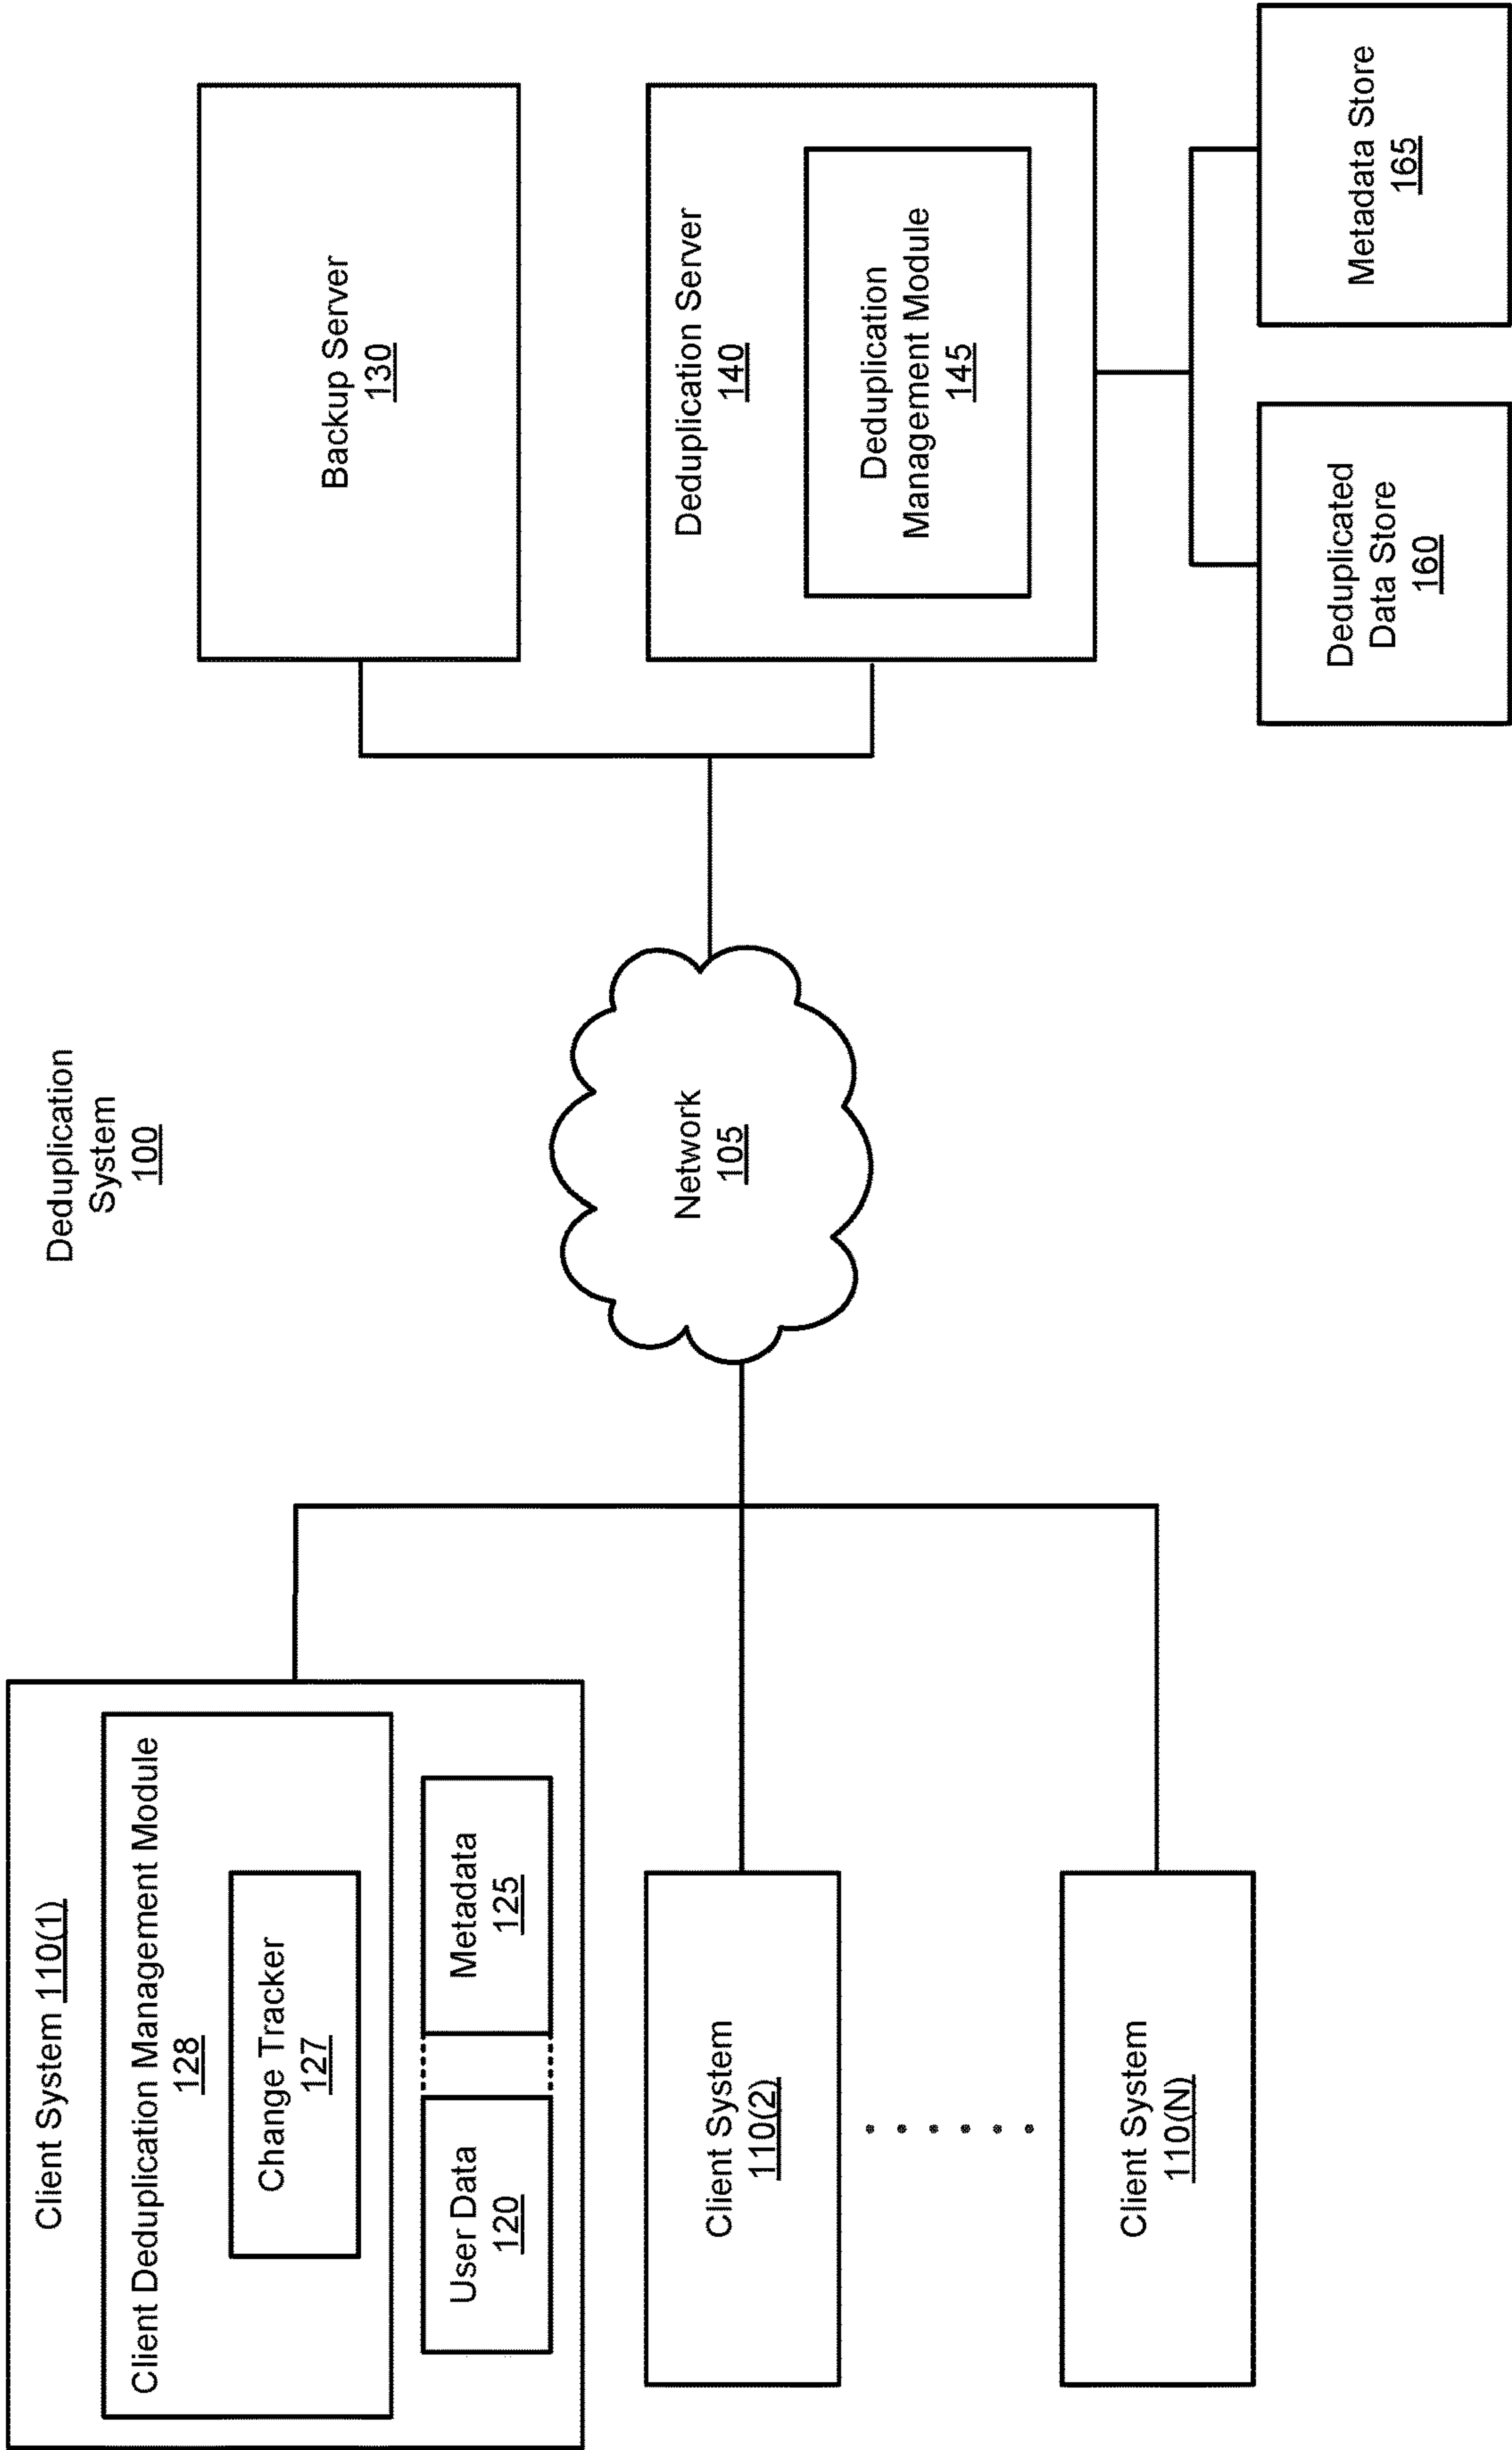 Deduplication
System
100
Client System 110(1)
Client Deduplication Management Module
128
Change Tracker
127
User Data
120
Metadata
125
Client System
110(2)
Client System
110(N)
Network
105
Backup Server
130
Deduplication Server
140
Deduplication
Management Module
145
Deduplicated
Data Store
160
Metadata Store
165